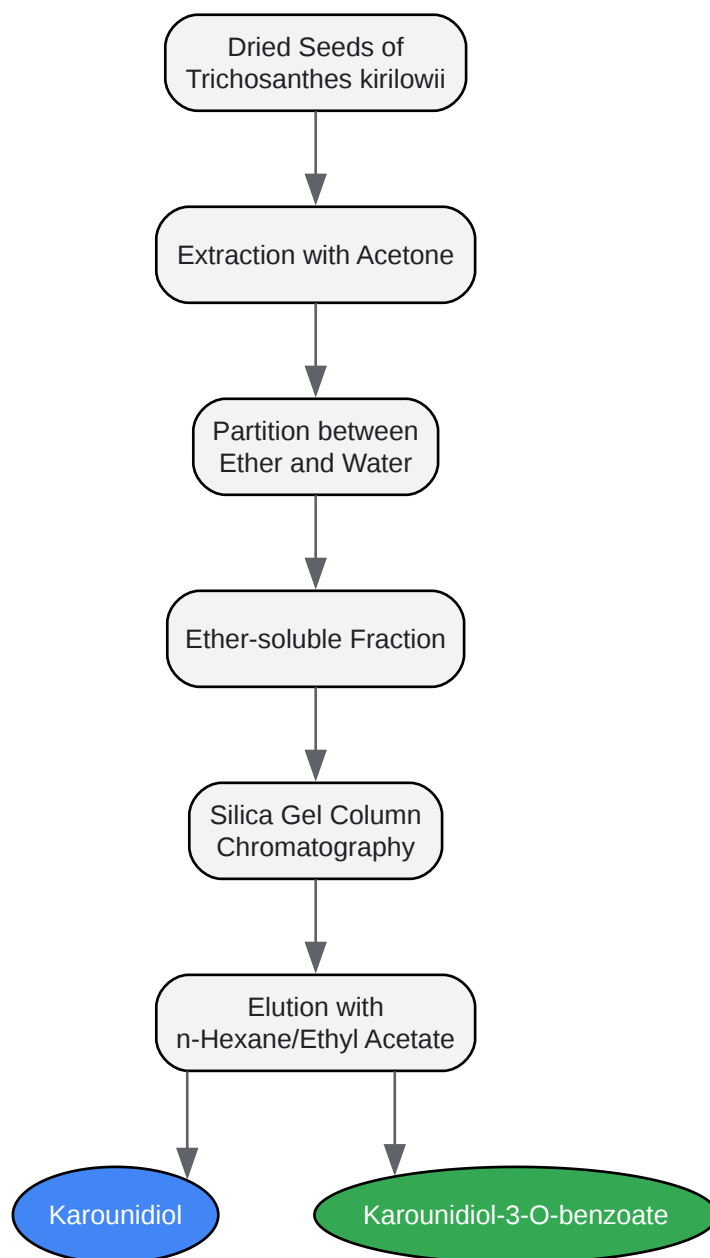 Dried Seeds of
Trichosanthes kirilowii
Extraction with Acetone
Partition between
Ether and Water
Ether-soluble Fraction
Silica Gel Column
Chromatography
Elution with
n-Hexane/Ethyl Acetate
Karounidiol
Karounidiol-3-O-benzoate